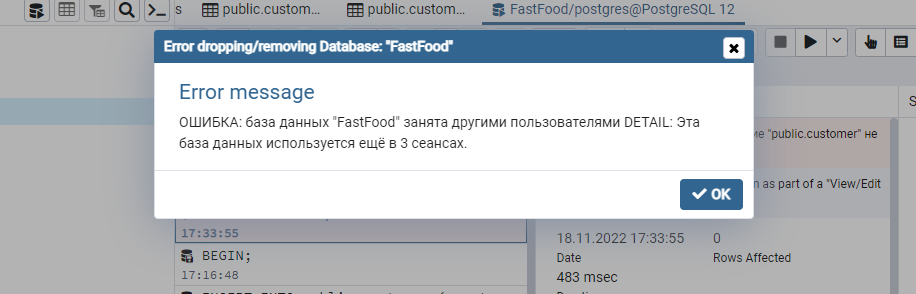 s
public.custom...
public.custom...
FastFood/postgres@PostgreSQL 12
Error dropping/removing Database: "FastFood"
Error message
ОШИБКА: база данных "FastFood" занята другими пользователями DETAIL: Эта
база данных используется ещё в 3 сеансах.
OK
S
ие "public.customer" не
n as part of a "View/Edit
17:33:55
BEGIN;
17:16:48
18.11.2022 17:33:55
0
Date
Rows Affected
483 msec